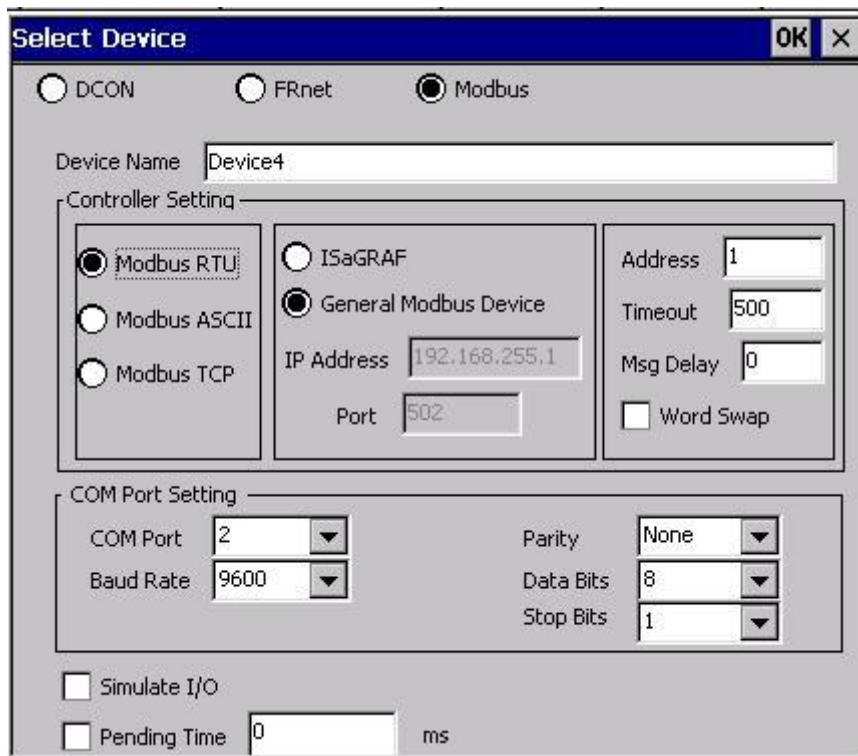 Select Device OK ×
DCON FRnet Modbus
Device Name Device4
Controller Setting
Modbus RTU
Modbus ASCII
Modbus TCP
ISaGRAF
General Modbus Device
IP Address 192.168.255.1
Port 502
Address 1
Timeout 500
Msg Delay 0
Word Swap
COM Port Setting
COM Port 2
Baud Rate 9600
Parity None
Data Bits 8
Stop Bits 1
Simulate I/O
Pending Time 0 ms